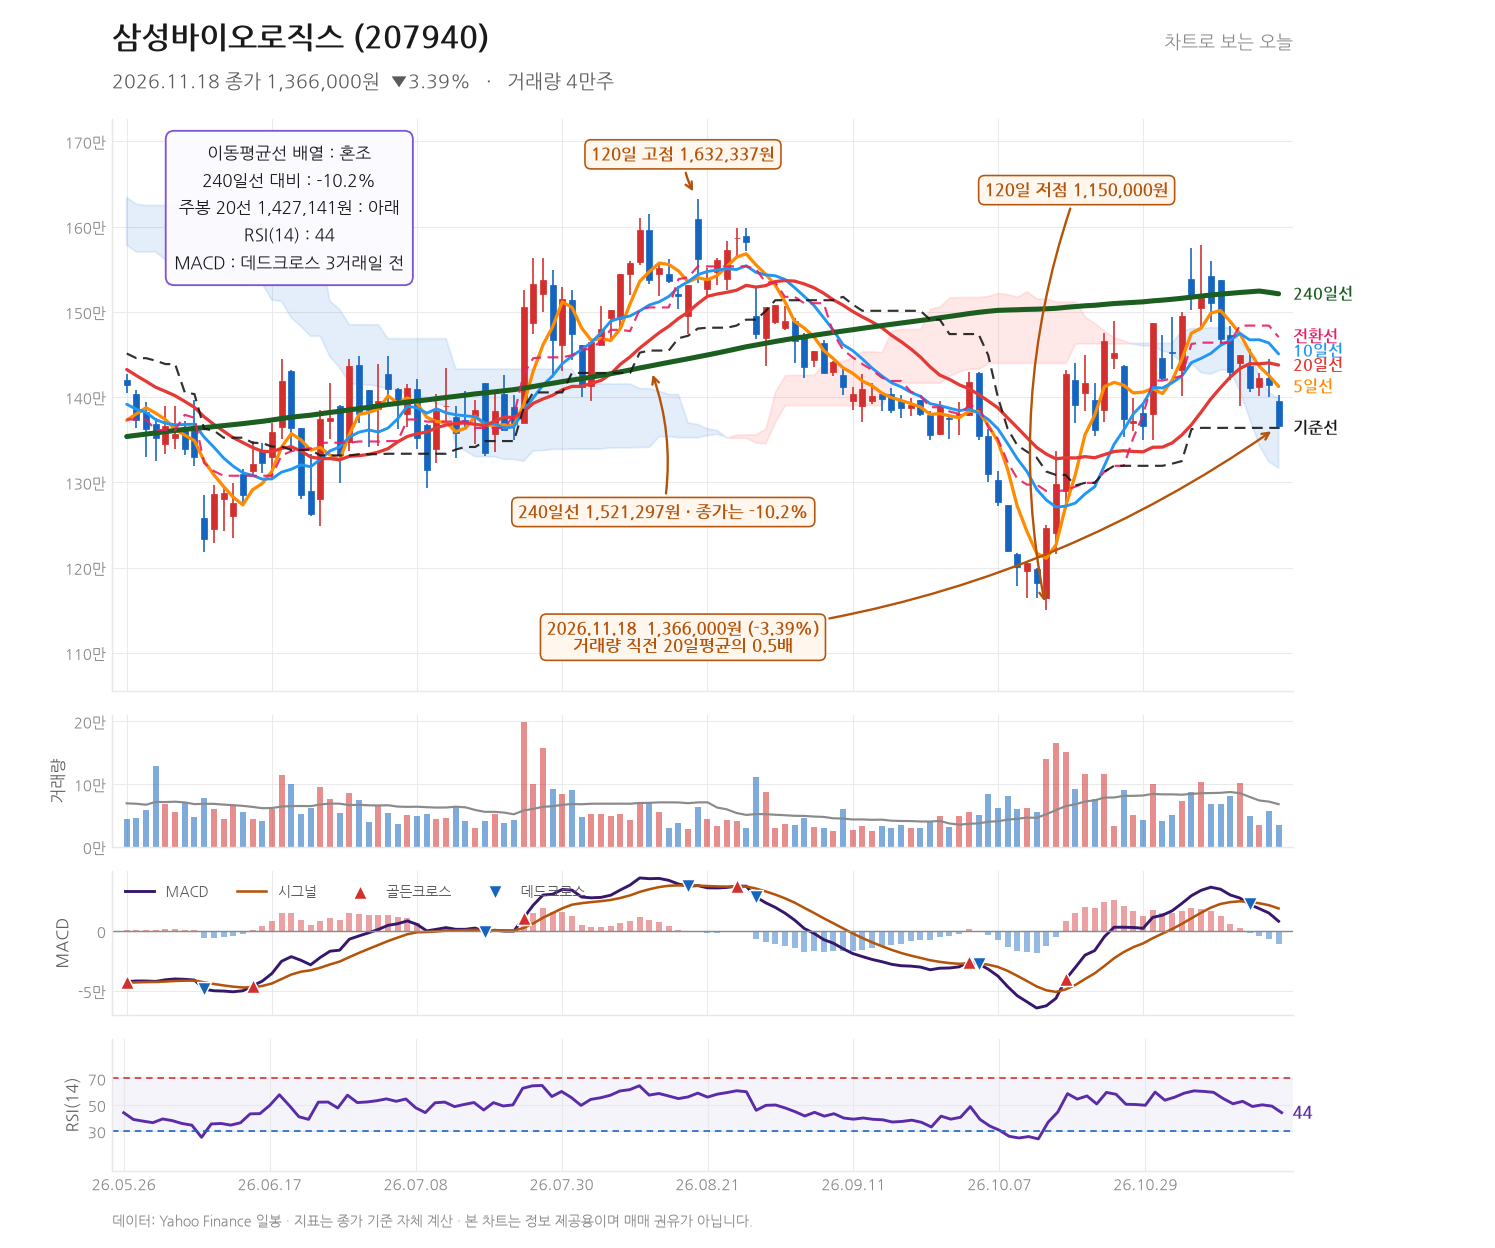 삼성바이오로직스 (207940)
차트로 보는 오늘
2026.11.18 종가 1,366,000원 ▼3.39% · 거래량 4만주
이동평균선 배열 : 혼조
240일선 대비 : -10.2%
주봉 20선 1,427,141원 : 아래
RSI(14) : 44
MACD : 데드크로스 3거래일 전
120일 고점 1,632,337원
120일 저점 1,150,000원
240일선 1,521,297원 · 종가는 -10.2%
2026.11.18 1,366,000원 (-3.39%)
거래량 직전 20일평균의 0.5배
170만
160만
150만
140만
130만
120만
110만
240일선
전환선
10일선
20일선
5일선
기준선
거래량
20만
10만
0만
MACD
MACD
시그널
▲ 골든크로스
▼ 데드크로스
0
-5만
RSI(14)
70
50
30
44
26.05.26
26.06.17
26.07.08
26.07.30
26.08.21
26.09.11
26.10.07
26.10.29
데이터: Yahoo Finance 일봉 · 지표는 종가 기준 자체 계산 · 본 차트는 정보 제공용이며 매매 권유가 아닙니다.